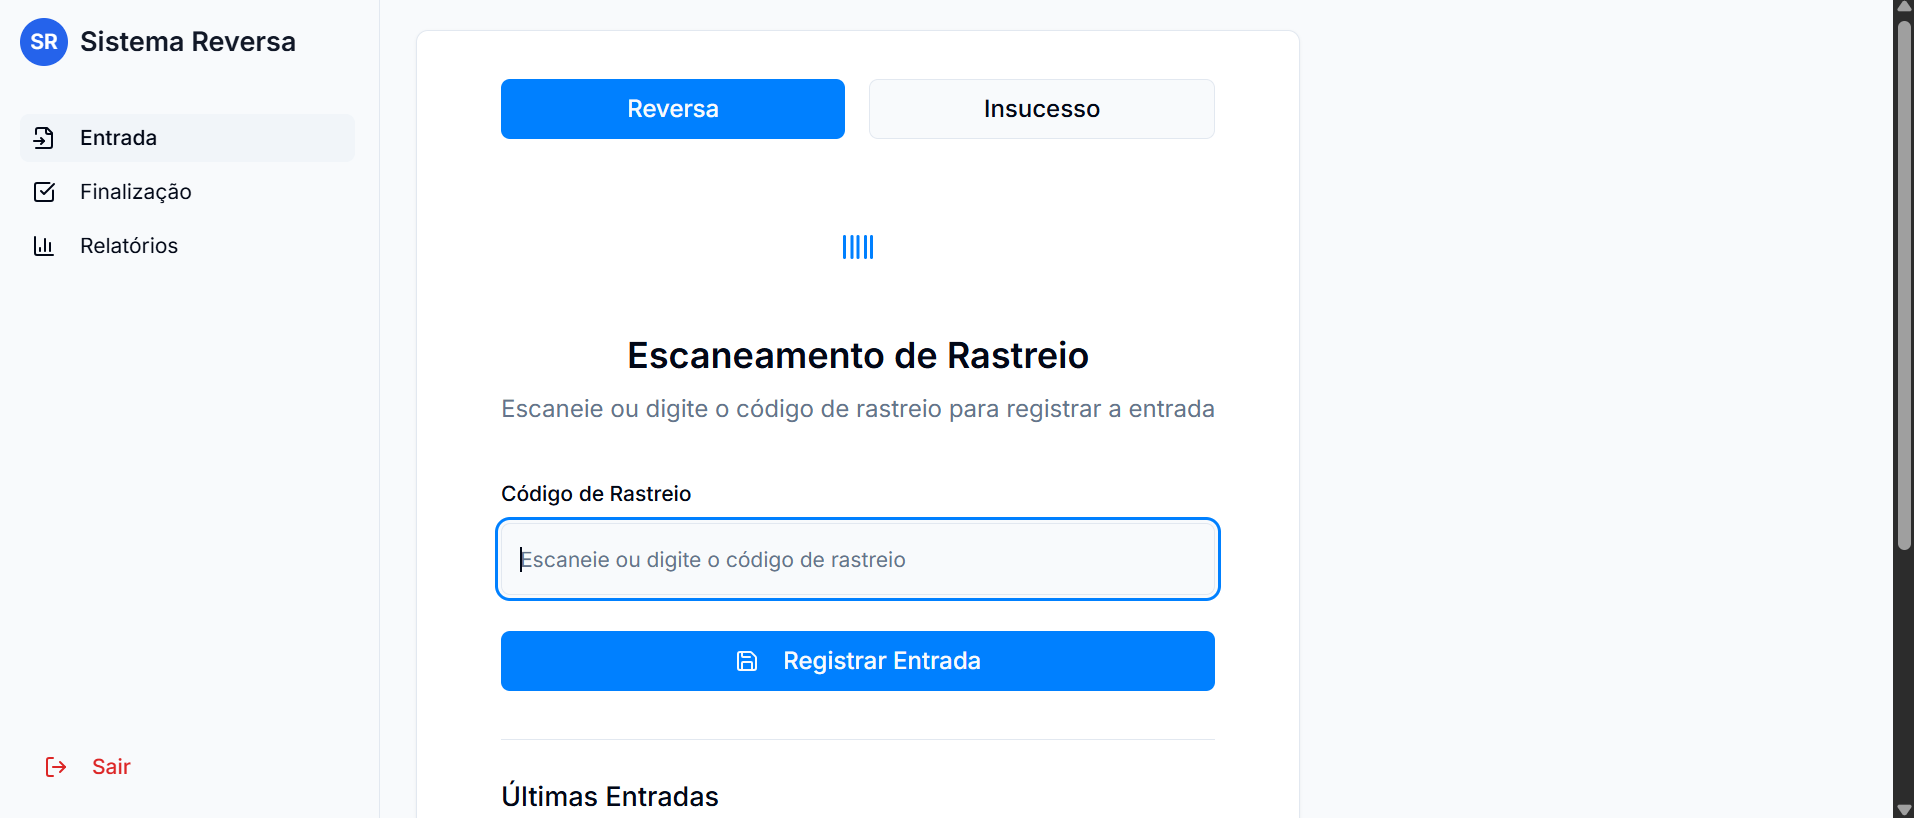 SR Sistema Reversa
Entrada
Finalização
Relatórios
Sair
Reversa
Insucesso
Escaneamento de Rastreio
Escaneie ou digite o código de rastreio para registrar a entrada
Código de Rastreio
Escaneie ou digite o código de rastreio
Registrar Entrada
Últimas Entradas